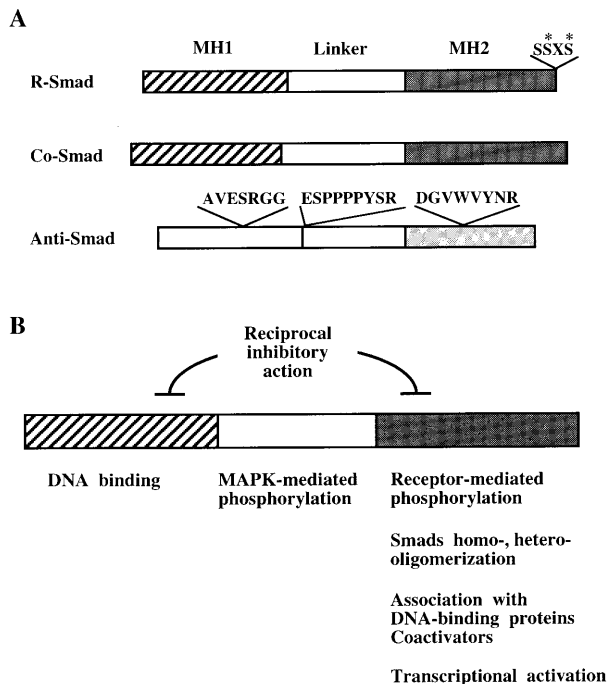 A
MH1 Linker MH2 SSXS
* *
R-Smad
Co-Smad
AVESRGG ESPPPPYSR DGVWVYNR
Anti-Smad
B
Reciprocal
inhibitory
action
DNA binding
MAPK-mediated
phosphorylation
Receptor-mediated
phosphorylation
Smads homo-, hetero-
oligomerization
Association with
DNA-binding proteins
Coactivators
Transcriptional activation